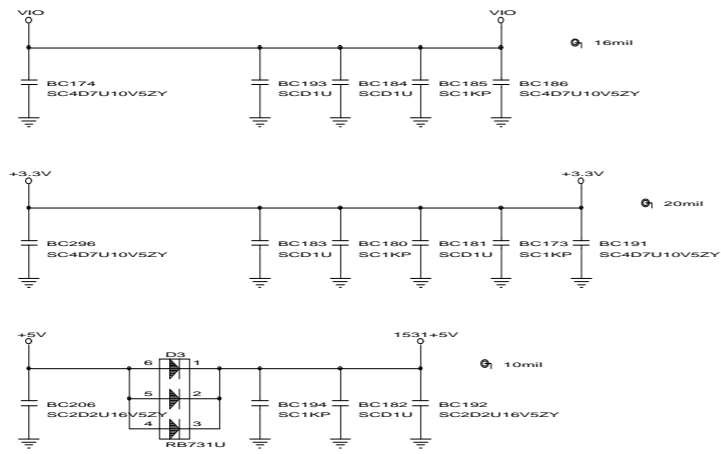 VIO VIO
16mil
BC174 BC193 BC184 BC185 BC186
SC4D7U10V5ZY SCD1U SCD1U SC1KP SC4D7U10V5ZY
+3.3V +3.3V
20mil
BC296 BC183 BC180 BC181 BC173 BC191
SC4D7U10V5ZY SCD1U SC1KP SCD1U SC1KP SC4D7U10V5ZY
+5V 1531+5V
D3
6 1 10mil
5 2
BC206 BC194 BC182 BC192
SC2D2U16V5ZY SC1KP SCD1U SC2D2U16V5ZY
4 3
RB731U